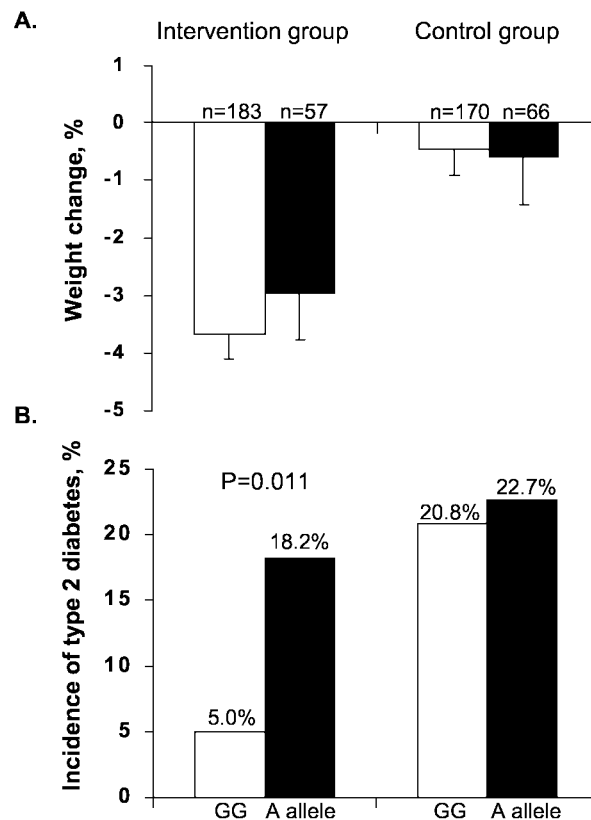 A.
Intervention group
Control group
Weight change, %
1
0
-1
-2
-3
-4
-5
n=183
n=57
n=170
n=66
B.
Incidence of type 2 diabetes, %
25
20
15
10
5
0
P=0.011
5.0%
18.2%
20.8%
22.7%
GG
A allele
GG
A allele